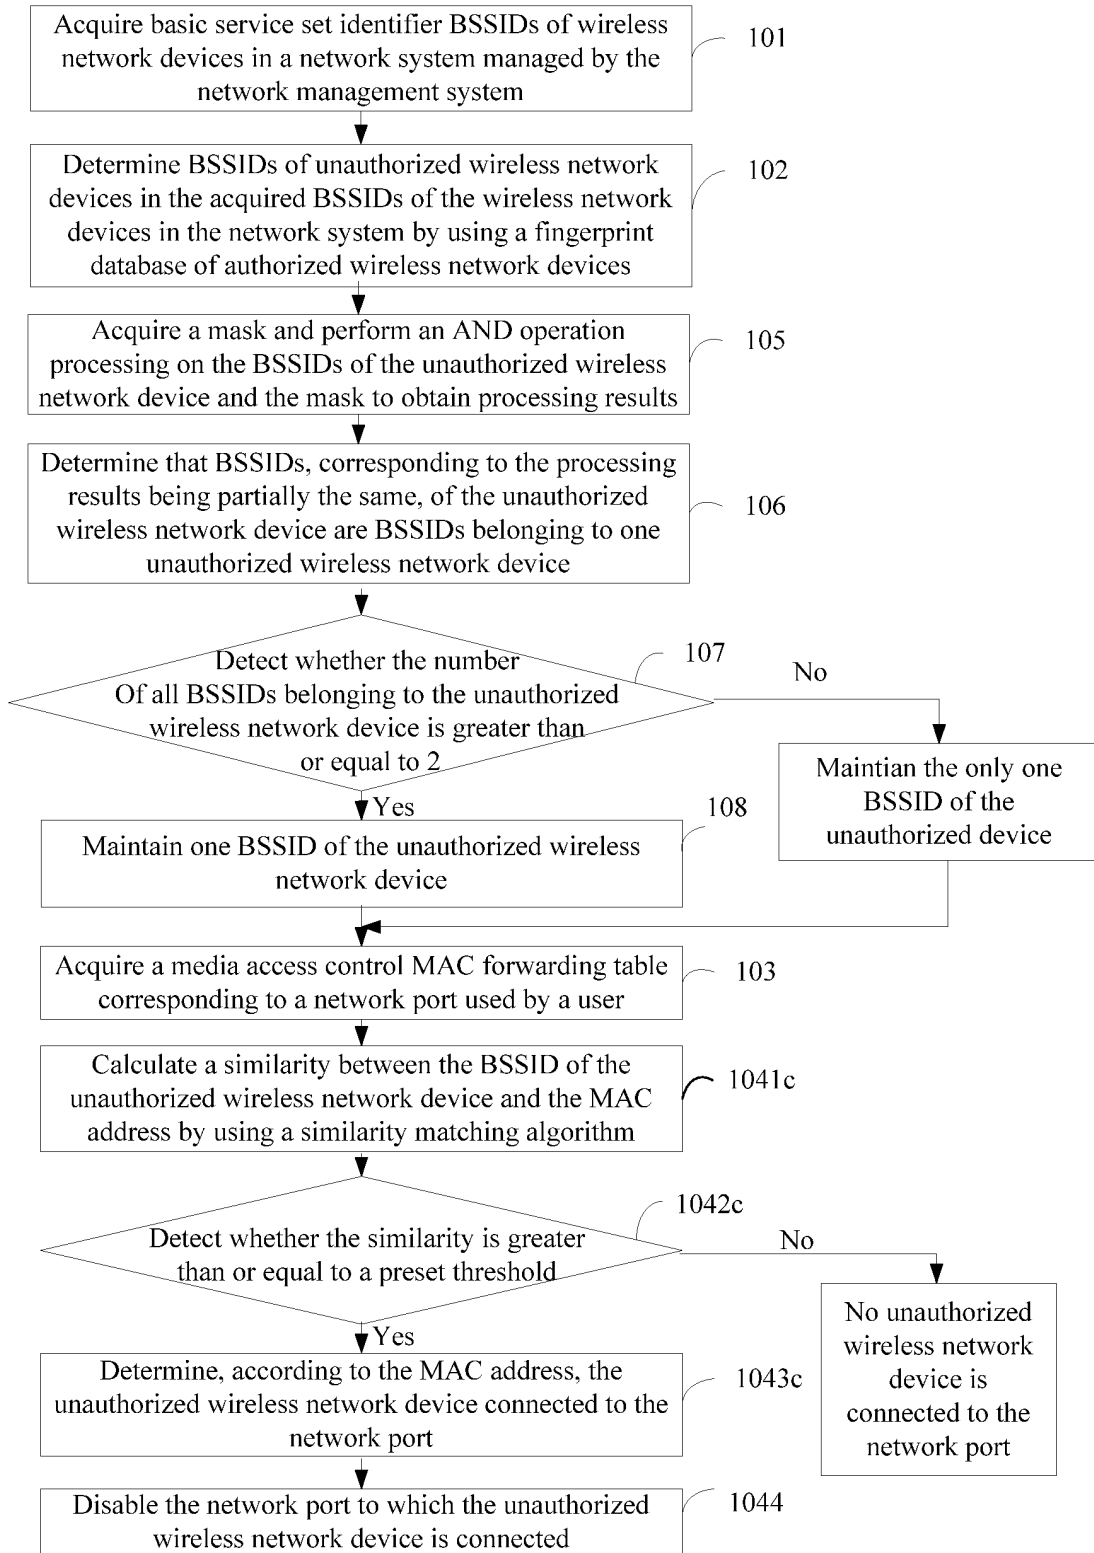 Acquire basic service set identifier BSSIDs of wireless
network devices in a network system managed by the
network management system
101
Determine BSSIDs of unauthorized wireless network
devices in the acquired BSSIDs of the wireless network
devices in the network system by using a fingerprint
database of authorized wireless network devices
102
Acquire a mask and perform an AND operation
processing on the BSSIDs of the unauthorized wireless
network device and the mask to obtain processing results
105
Determine that BSSIDs, corresponding to the processing
results being partially the same, of the unauthorized
wireless network device are BSSIDs belonging to one
unauthorized wireless network device
106
Detect whether the number
Of all BSSIDs belonging to the unauthorized
wireless network device is greater than
or equal to 2
107
No
Maintian the only one
BSSID of the
unauthorized device
Yes
Maintain one BSSID of the unauthorized wireless
network device
108
Acquire a media access control MAC forwarding table
corresponding to a network port used by a user
103
Calculate a similarity between the BSSID of the
unauthorized wireless network device and the MAC
address by using a similarity matching algorithm
1041c
Detect whether the similarity is greater
than or equal to a preset threshold
1042c
No
No unauthorized
wireless network
device is
connected to the
network port
Yes
Determine, according to the MAC address, the
unauthorized wireless network device connected to the
network port
1043c
Disable the network port to which the unauthorized
wireless network device is connected
1044